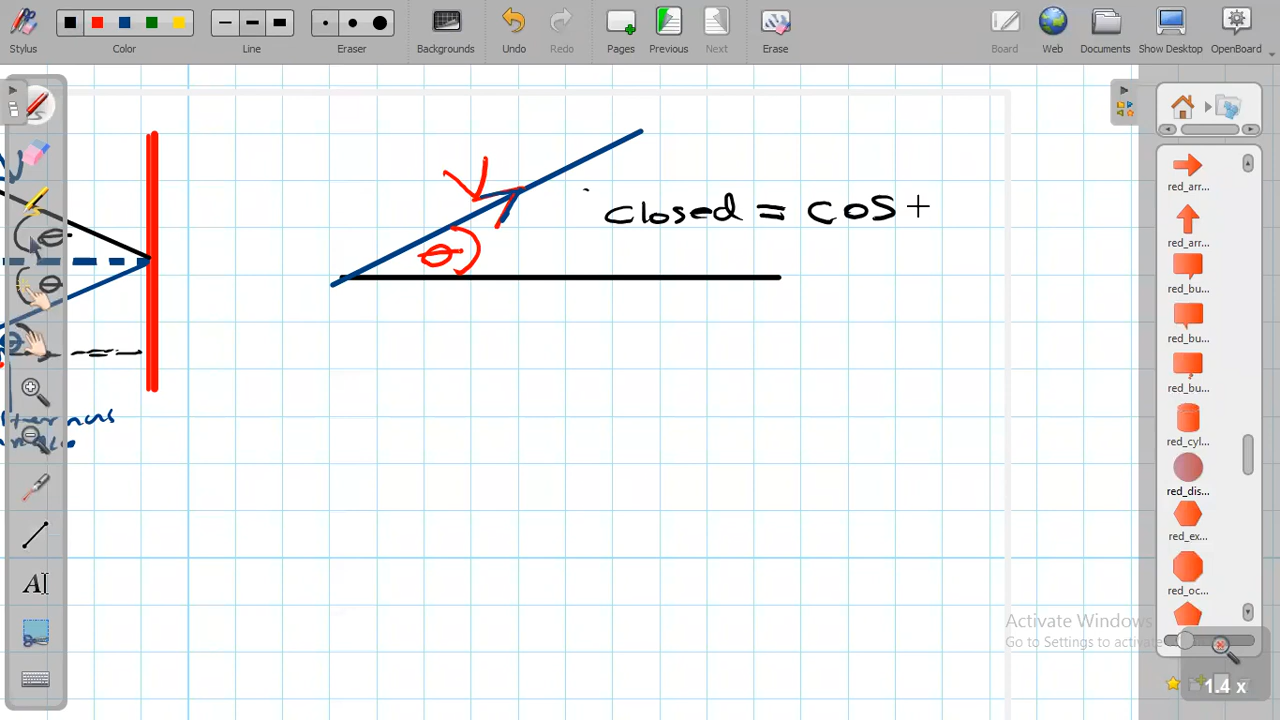 Stylus
Color
Line
Eraser
Backgrounds
Undo
Redo
Pages
Previous
Next
Erase
Board
Web
Documents
Show Desktop
OpenBoard
closed = cos
θ
θ
θ
red_arr...
red_arr...
red_bu...
red_bu...
red_bu...
red_cyl...
red_dis...
red_ex...
red_oc...
Activate Windows
Go to Settings to activate
1.4 x